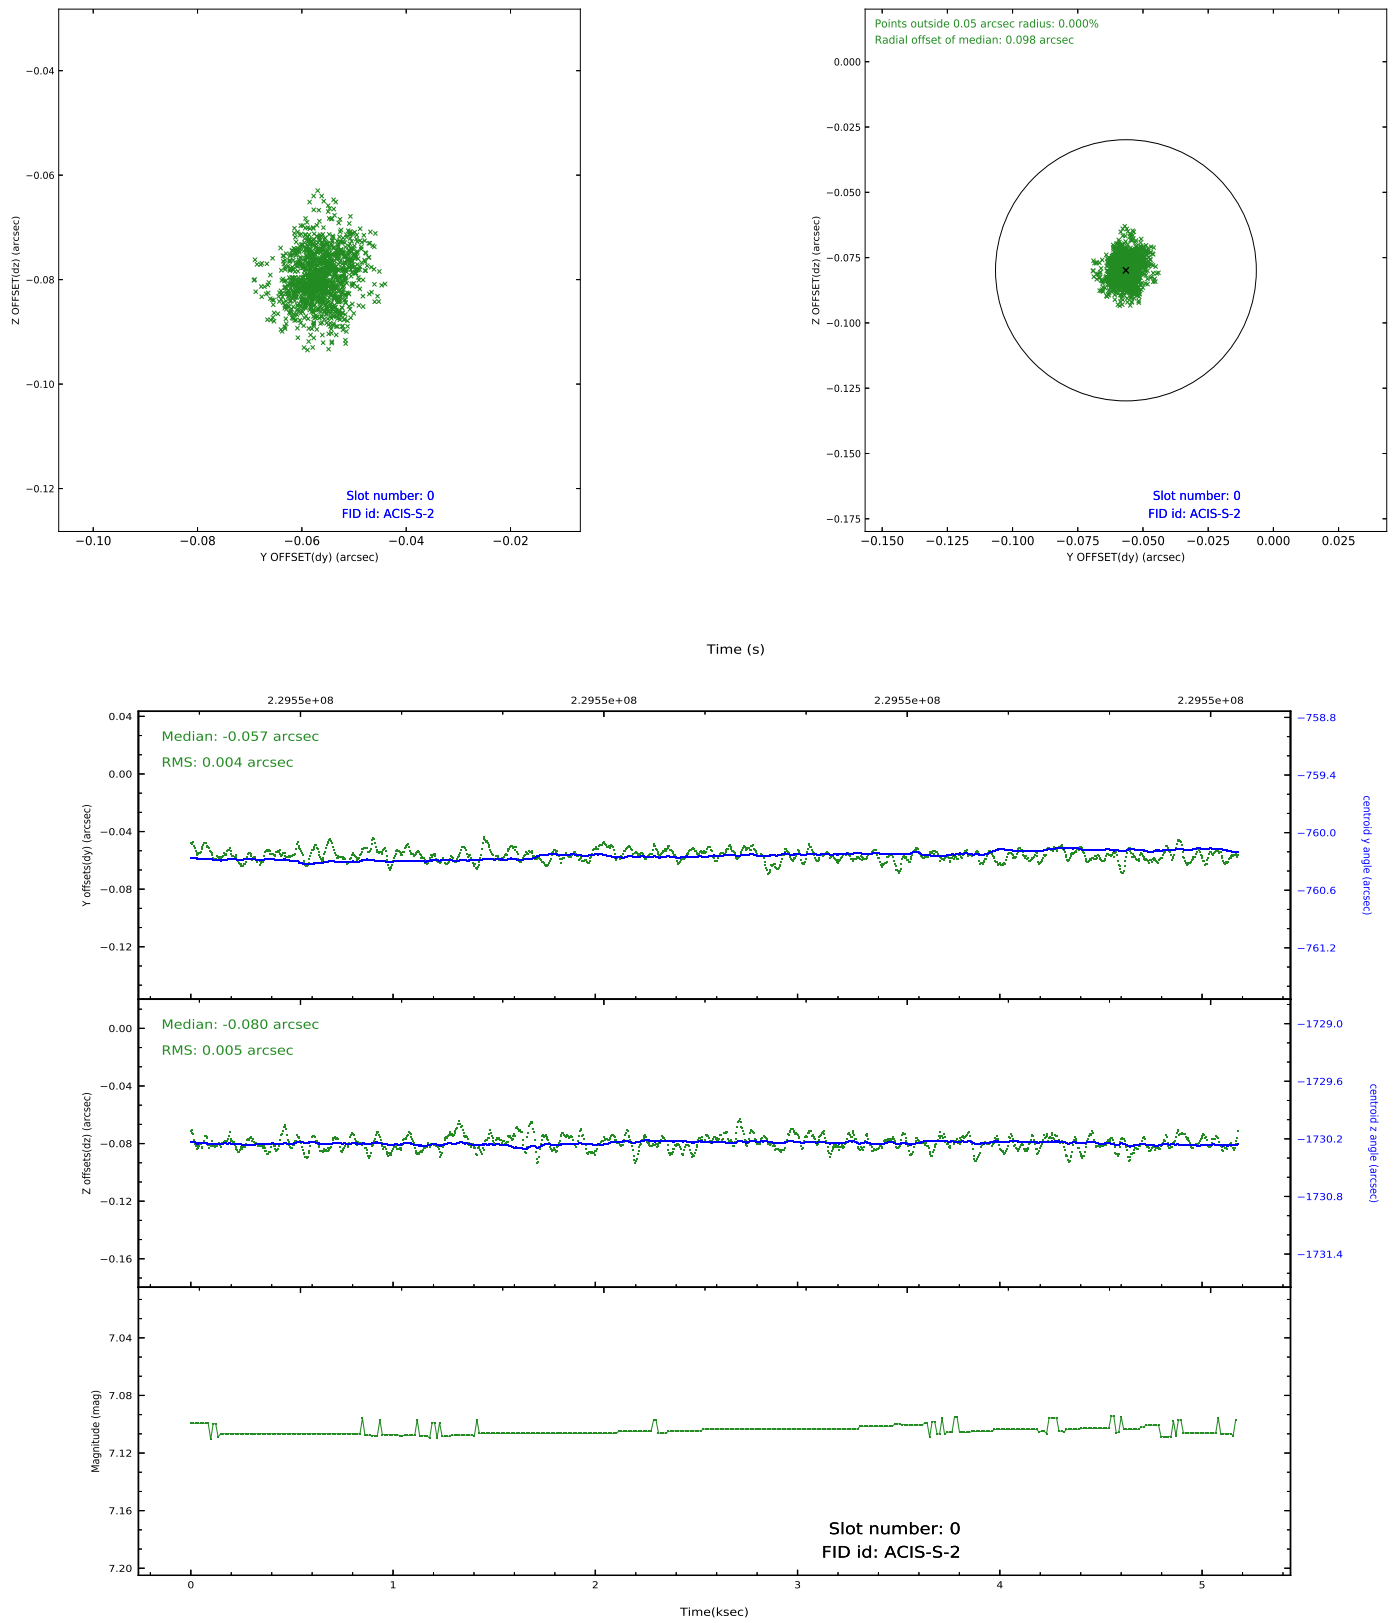 −0.04
−0.06
−0.08
−0.10
−0.12
Z OFFSET(dz) (arcsec)
Slot number: 0
FID id: ACIS-S-2
−0.10 −0.08 −0.06 −0.04 −0.02
Y OFFSET(dy) (arcsec)
Points outside 0.05 arcsec radius: 0.000%
Radial offset of median: 0.098 arcsec
0.000
−0.025
−0.050
−0.075
−0.100
−0.125
−0.150
−0.175
Z OFFSET(dz) (arcsec)
Slot number: 0
FID id: ACIS-S-2
−0.150 −0.125 −0.100 −0.075 −0.050 −0.025 0.000 0.025
Y OFFSET(dy) (arcsec)
Time (s)
2.2955e+08 2.2955e+08 2.2955e+08 2.2955e+08
Median: -0.057 arcsec
RMS: 0.004 arcsec
0.04
0.00
−0.04
−0.08
−0.12
Y offsets(dy) (arcsec)
−758.8
−759.4
−760.0
−760.6
−761.2
centroid y angle (arcsec)
Median: -0.080 arcsec
RMS: 0.005 arcsec
0.00
−0.04
−0.08
−0.12
−0.16
Z offsets(dz) (arcsec)
−1729.0
−1729.6
−1730.2
−1730.8
−1731.4
centroid z angle (arcsec)
7.04
7.08
7.12
7.16
7.20
Magnitude (mag)
Slot number: 0
FID id: ACIS-S-2
0 1 2 3 4 5
Time(ksec)